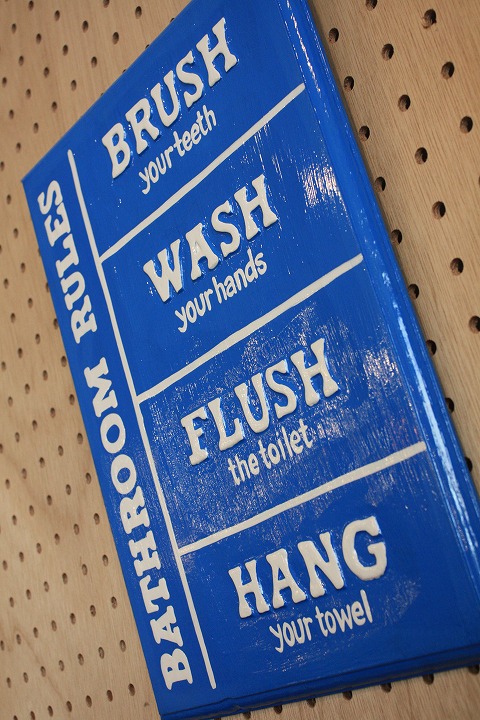 BATHROOM RULES
BRUSH
your teeth
WASH
your hands
FLUSH
the toilet
HANG
your towel